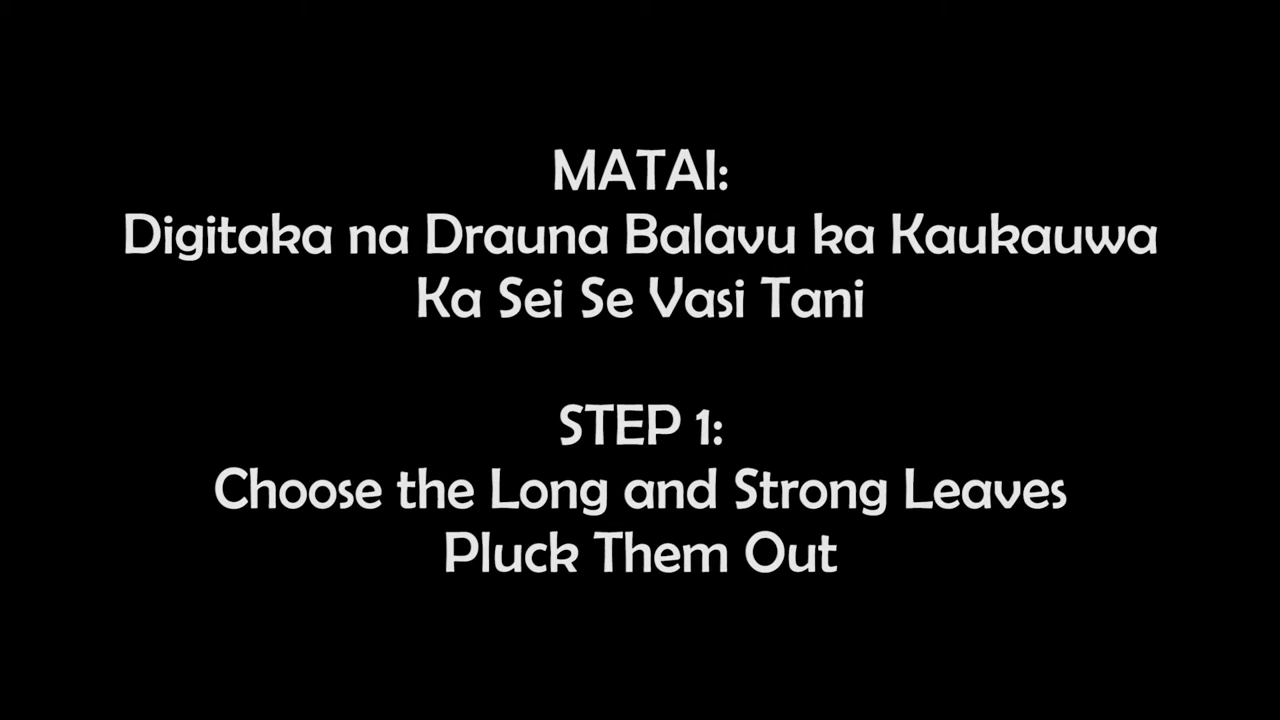 MATAI:
Digitaka na Drauna Balavu ka Kaukauwa
Ka Sei Se Vasi Tani
STEP 1:
Choose the Long and Strong Leaves
Pluck Them Out